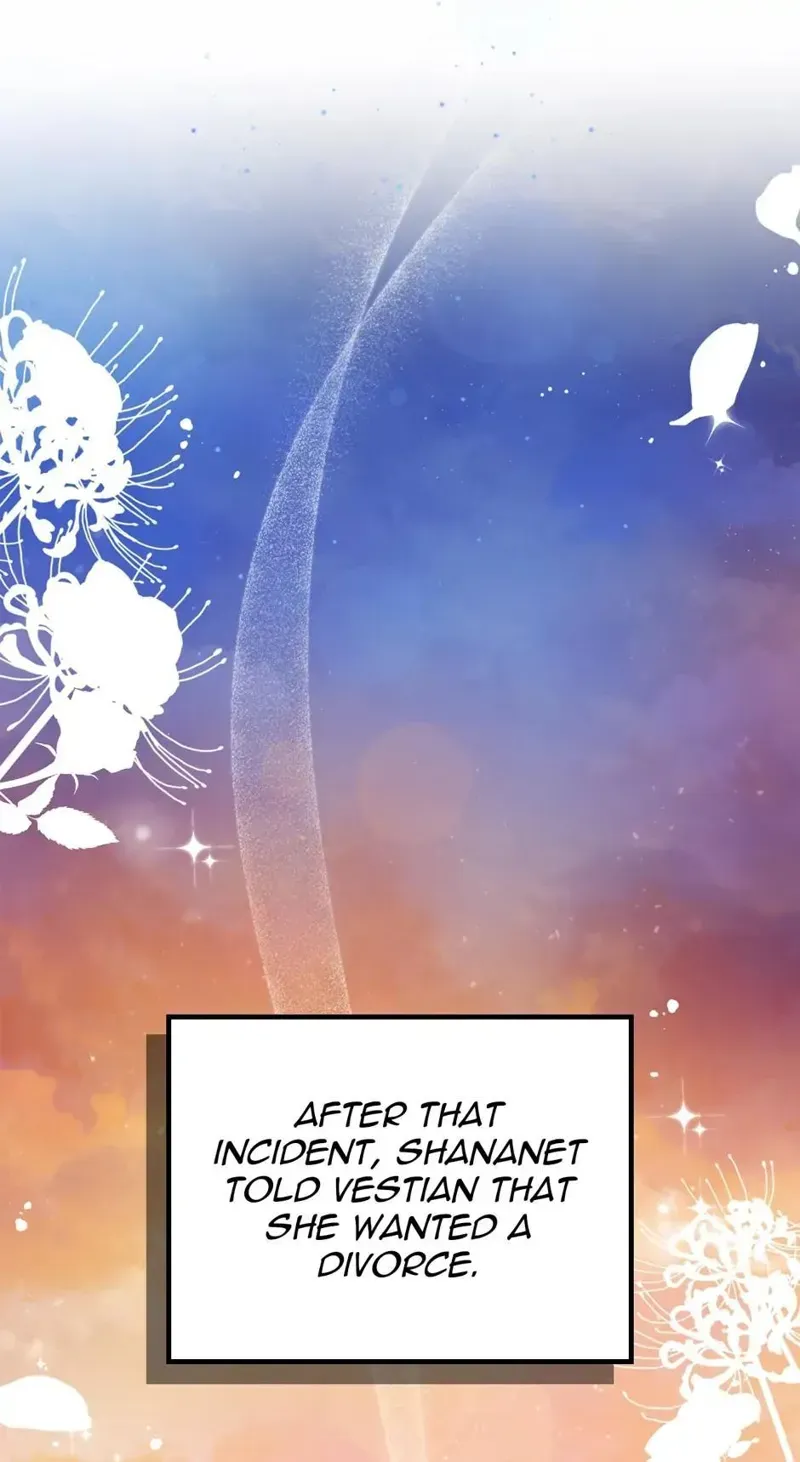 AFTER THAT
INCIDENT, SHANANET
TOLD VESTIAN THAT
SHE WANTED A
DIVORCE.